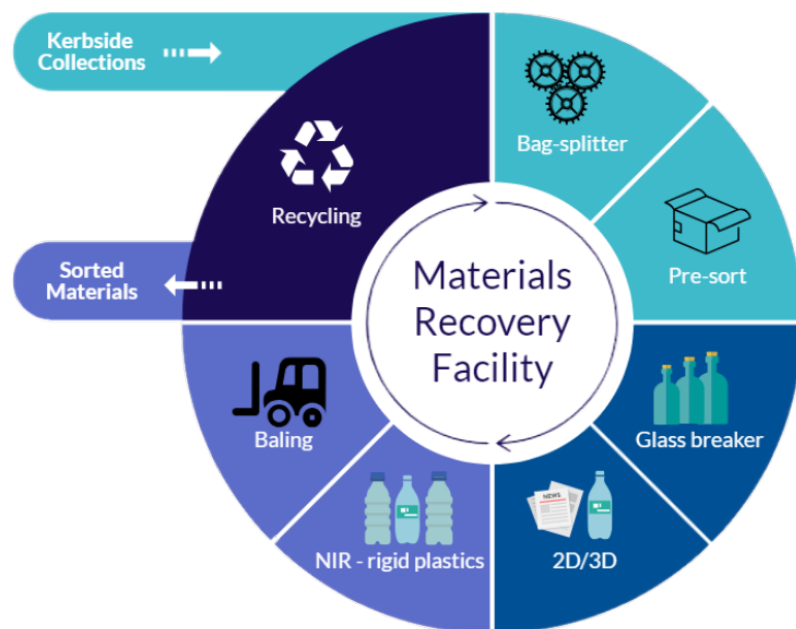 Kerbside
Collections
Bag-splitter
Recycling
Pre-sort
Sorted
Materials
Materials
Recovery
Facility
Baling
Glass breaker
NEWS
NIR - rigid plastics
2D/3D